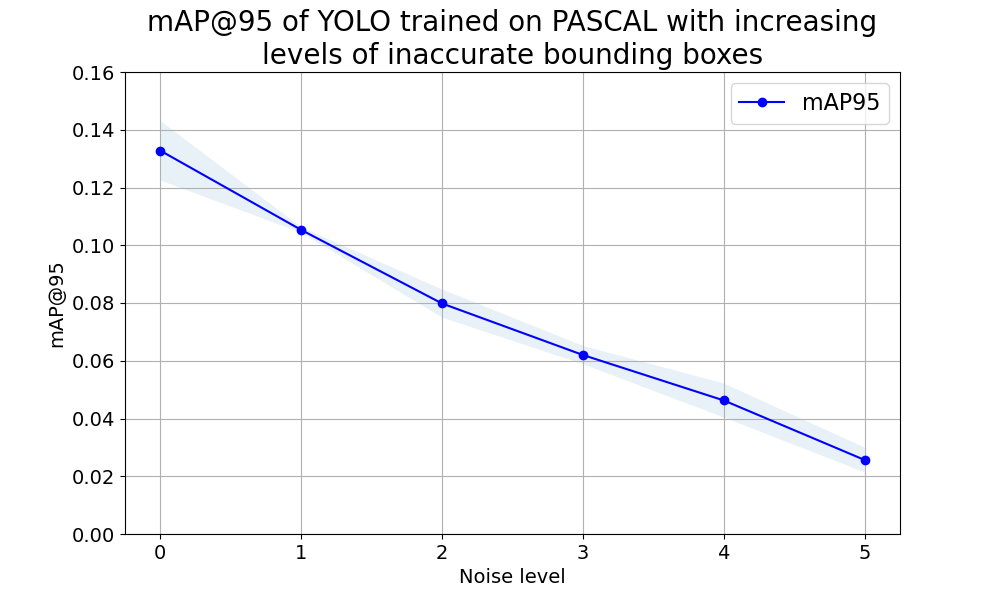 mAP@95 of YOLO trained on PASCAL with increasing
levels of inaccurate bounding boxes
mAP95
0.16
0.14
0.12
0.10
0.08
0.06
0.04
0.02
0.00
mAP@95
0 1 2 3 4 5
Noise level